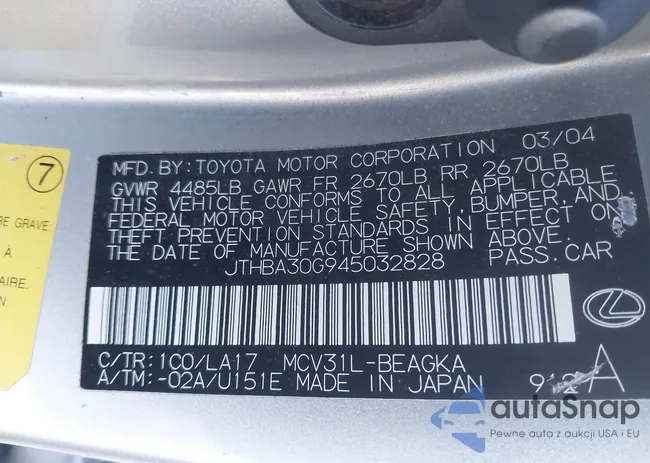 MFD. BY: TOYOTA MOTOR CORPORATION 03/04
GVWR 4485LB GAWR FR 2670LB RR 2670LB
THIS VEHICLE CONFORMS TO ALL APPLICABLE
FEDERAL MOTOR VEHICLE SAFETY, BUMPER, AND
THEFT PREVENTION STANDARDS IN EFFECT ON
THE DATE OF MANUFACTURE SHOWN ABOVE.
JTHBA30G945032828 PASS. CAR
C/TR: 1C0/LA17 MCV31L-BEAGKA
A/TM: -02A/U151E MADE IN JAPAN
A
7
RE GRAVE
À
AIRE.
N.
autoSnap
Pewne auta z aukcji USA i EU